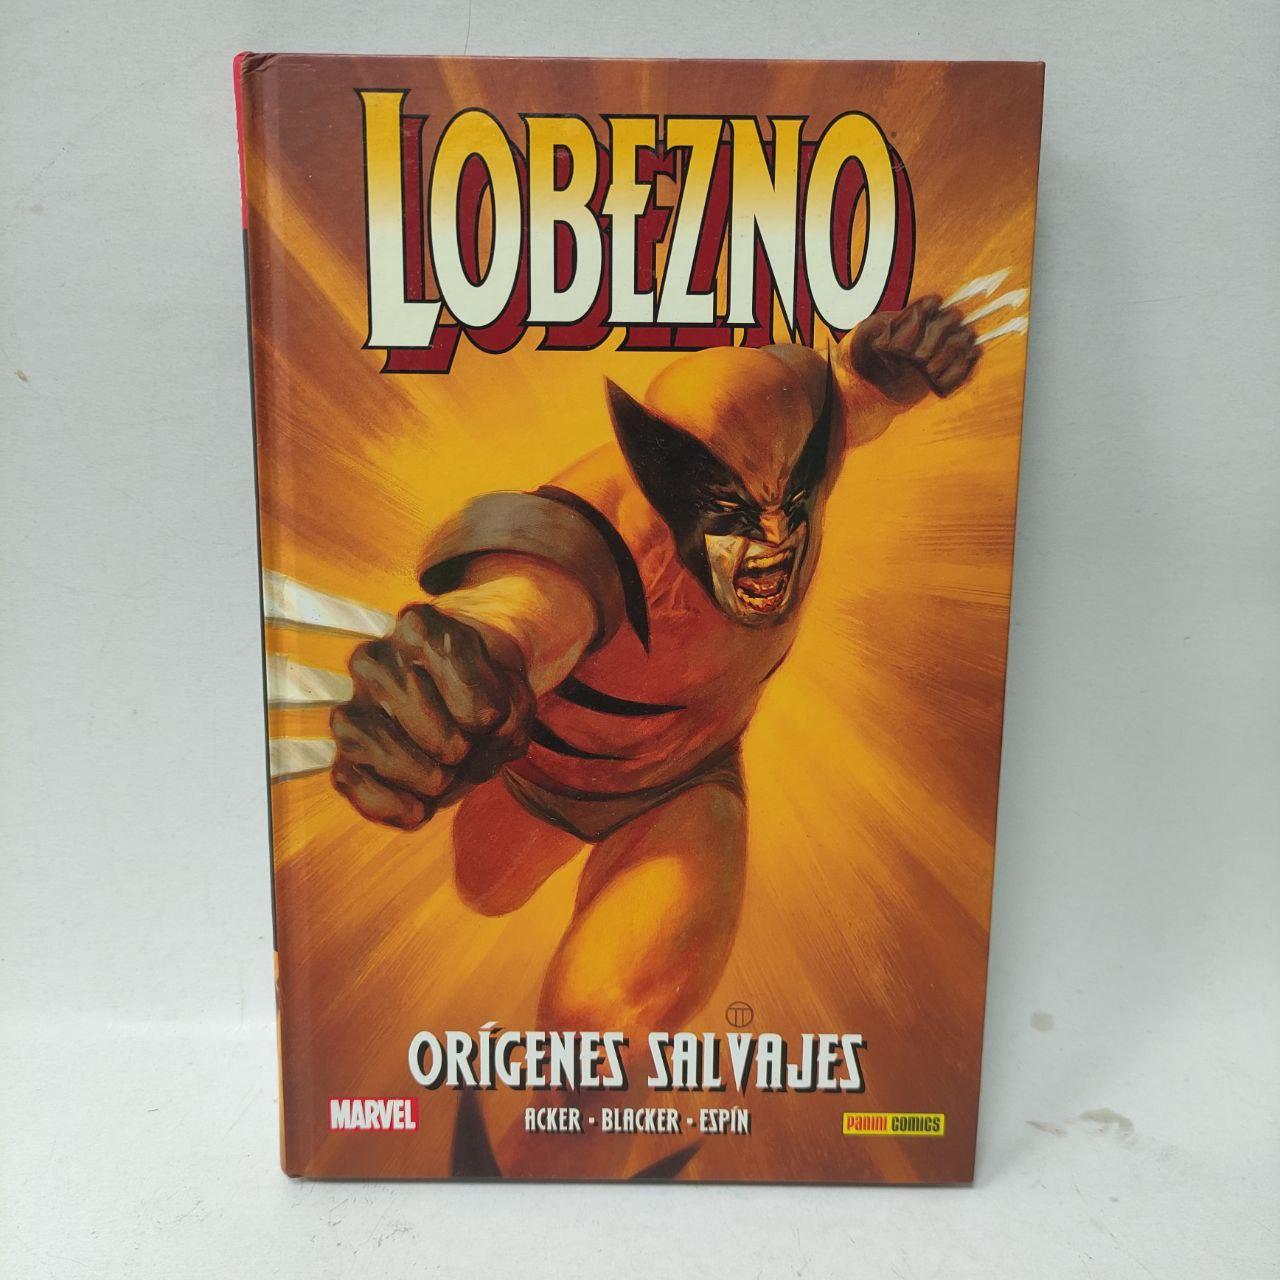 LOBEZNO
ORÍGENES SALVAJES
ACKER · BLACKER · ESPÍN
MARVEL
PANINI COMICS